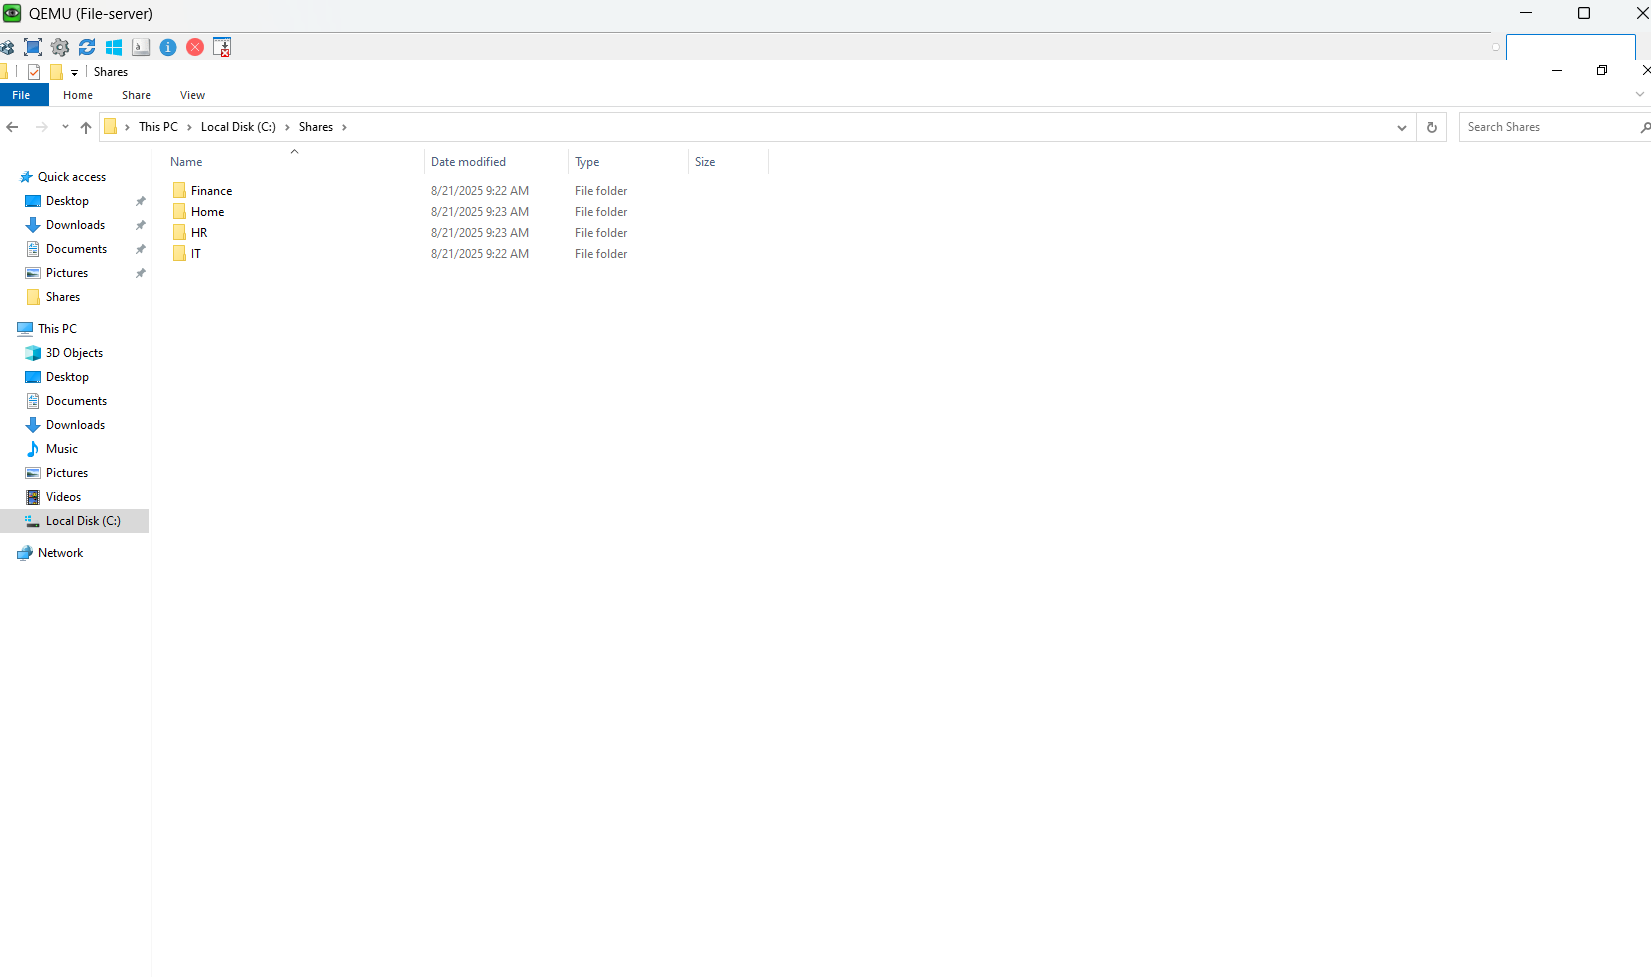 QEMU (File-server)
Shares
File Home Share View
This PC Local Disk (C:) Shares
Search Shares
Name Date modified Type Size
Quick access
Desktop
Downloads
Documents
Pictures
Shares
This PC
3D Objects
Desktop
Documents
Downloads
Music
Pictures
Videos
Local Disk (C:)
Network
Finance 8/21/2025 9:22 AM File folder
Home 8/21/2025 9:23 AM File folder
HR 8/21/2025 9:23 AM File folder
IT 8/21/2025 9:22 AM File folder